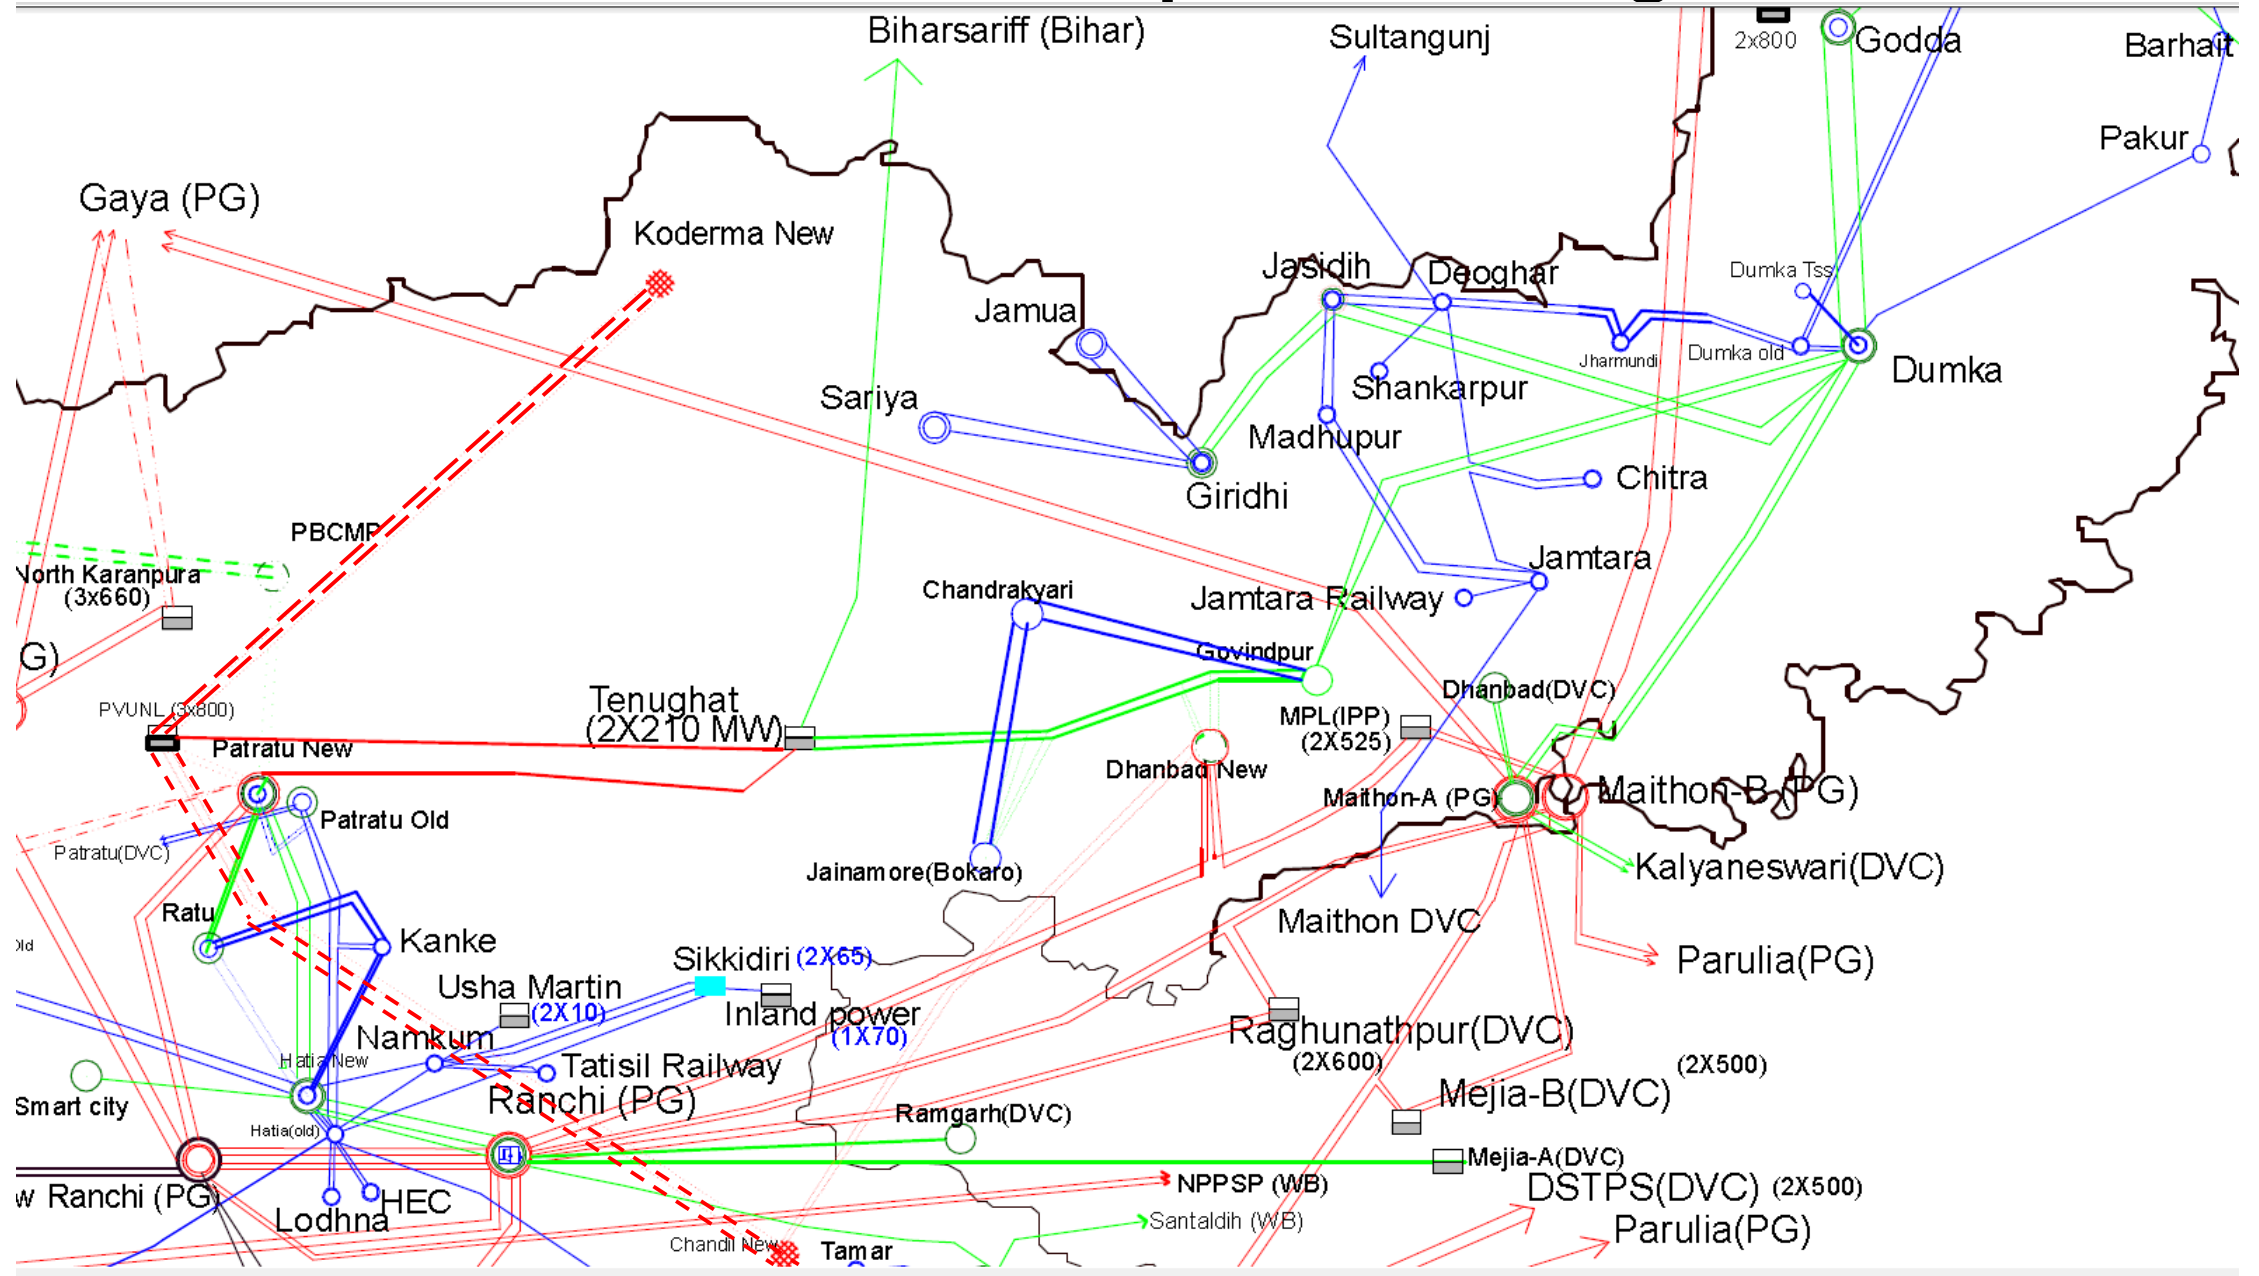 Biharsariff (Bihar)
Sultangunj
2x800
Godda
Barhait
Pakur
Gaya (PG)
Koderma New
Jasidih
Deoghar
Dumka Tss
Jamua
Jharmundi
Dumka old
Dumka
Sariya
Shankarpur
Madhupur
Giridhi
Chitra
PBCMP
North Karanpura
(3x660)
Jamtara
Chandrakyari
Jamtara Railway
G)
Govindpur
Dhanbad(DVC)
PVUNL (3x800)
Tenughat
(2X210 MW)
MPL(IPP)
(2X525)
Patratu New
Dhanbad New
Maithon-A (PG)
Maithon-B (PG)
Patratu Old
Patratu(DVC)
Jainamore(Bokaro)
Kalyaneswari(DVC)
Ratu
Maithon DVC
Old
Kanke
Sikkidiri (2X65)
Parulia(PG)
Usha Martin
(2X10)
Inland power
(1X70)
Raghunathpur(DVC)
(2X600)
(2X500)
Namkum
Hatia New
Tatisil Railway
Ranchi (PG)
Mejia-B(DVC)
Smart city
Ramgarh(DVC)
Hatia(old)
Mejia-A(DVC)
w Ranchi (PG)
HEC
Lodhna
NPPSP (WB)
DSTPS(DVC) (2X500)
Santaldih (WB)
Parulia(PG)
Chandil New
Tamar